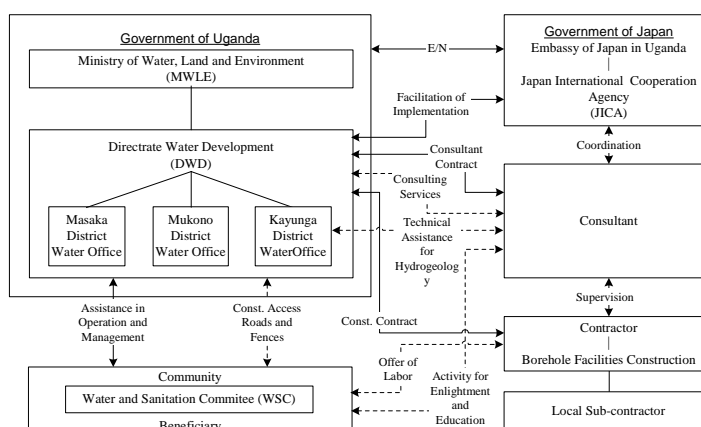 Government of Uganda
Ministry of Water, Land and Environment
(MWLE)
Directrate Water Development
(DWD)
Masaka
District
Water Office
Mukono
District
Water Office
Kayunga
District
WaterOffice
E/N
Facilitation of
Implementation
Consultant
Contract
Consulting
Services
Technical
Assistance
for
Hydrogeolog
y
Government of Japan
Embassy of Japan in Uganda
Japan International Cooperation
Agency
(JICA)
Coordination
Consultant
Supervision
Contractor
Borehole Facilities Construction
Local Sub-contractor
Assistance in
Operation and
Management
Const. Access
Roads and
Fences
Const. Contract
Offer of
Labor
Activity for
Enlightment
and
Education
Community
Water and Sanitation Commitee (WSC)
Beneficiary